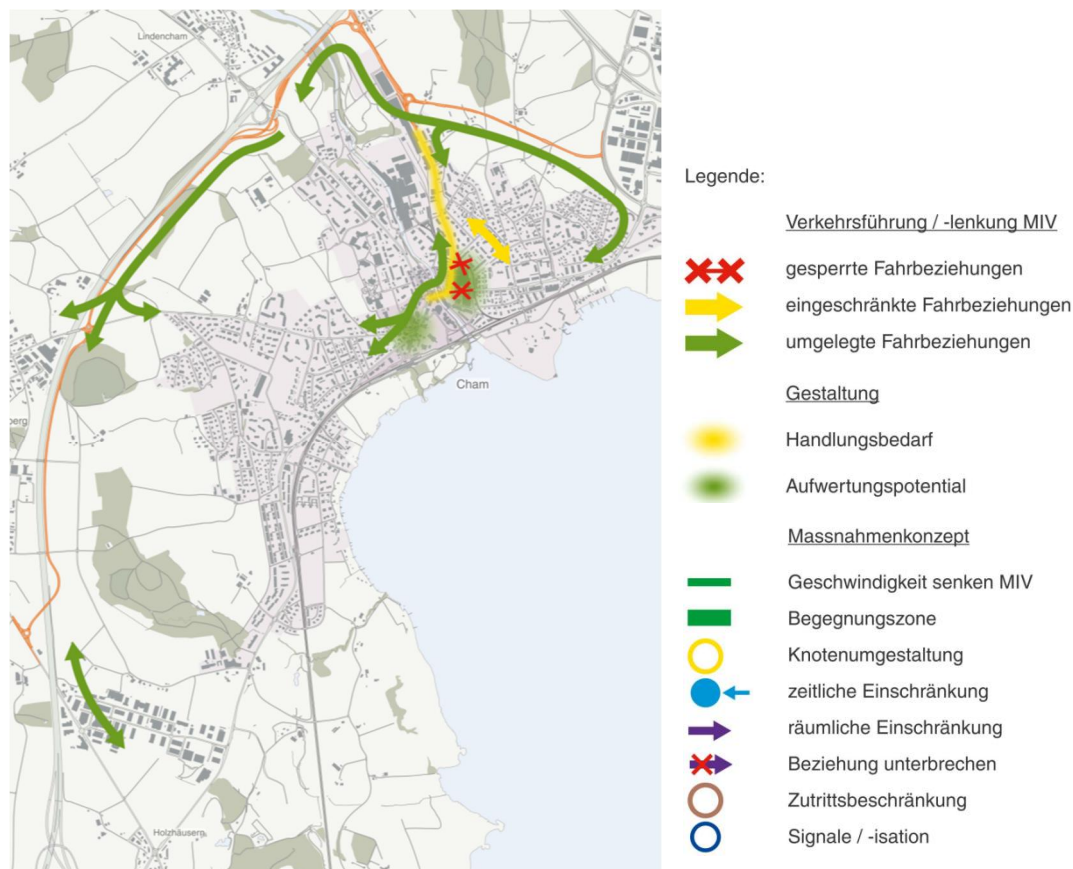 Lindencham
Cham
berg
Holzhäusern
Legende:
Verkehrsführung / -lenkung MIV
gesperrte Fahrbeziehungen
eingeschränkte Fahrbeziehungen
umgelegte Fahrbeziehungen
Gestaltung
Handlungsbedarf
Aufwertungspotential
Massnahmenkonzept
Geschwindigkeit senken MIV
Begegnungszone
Knotenumgestaltung
zeitliche Einschränkung
räumliche Einschränkung
Beziehung unterbrechen
Zutrittsbeschränkung
Signale / -isation